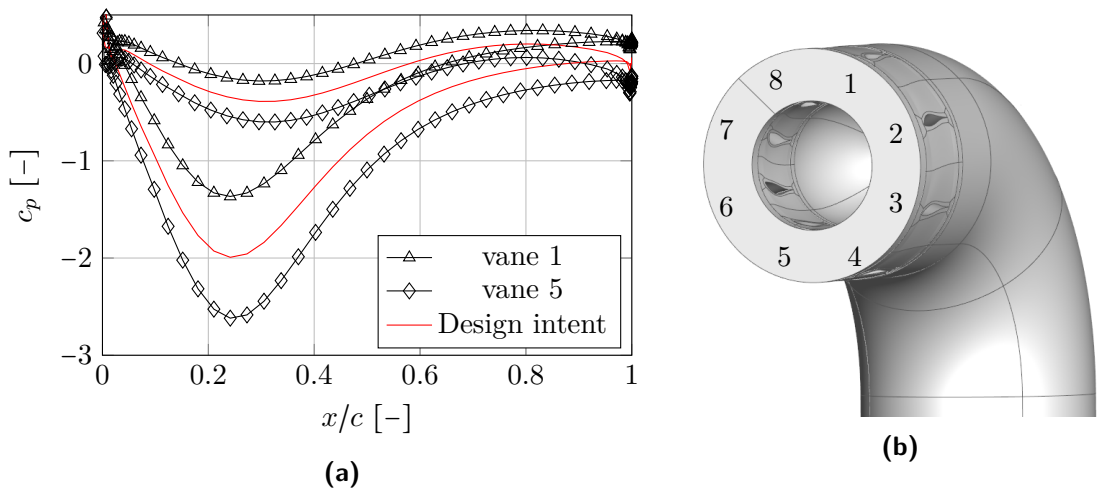 0
−1
−2
−3
c_p [−]
0
0.2
0.4
0.6
0.8
1
x/c [−]
vane 1
vane 5
Design intent
(a)
8
1
7
2
6
3
5
4
(b)